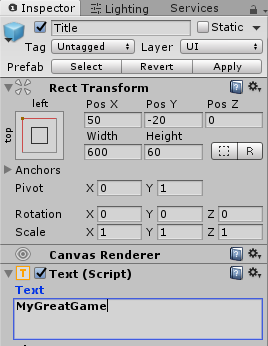 Inspector Lighting Services
Title Static
Tag Untagged Layer UI
Prefab Select Revert Apply
Rect Transform
left Pos X Pos Y Pos Z
top 50 -20 0
Width Height
600 60
R
Anchors
Pivot X 0 Y 1
Rotation X 0 Y 0 Z 0
Scale X 1 Y 1 Z 1
Canvas Renderer
T Text (Script)
Text
MyGreatGame